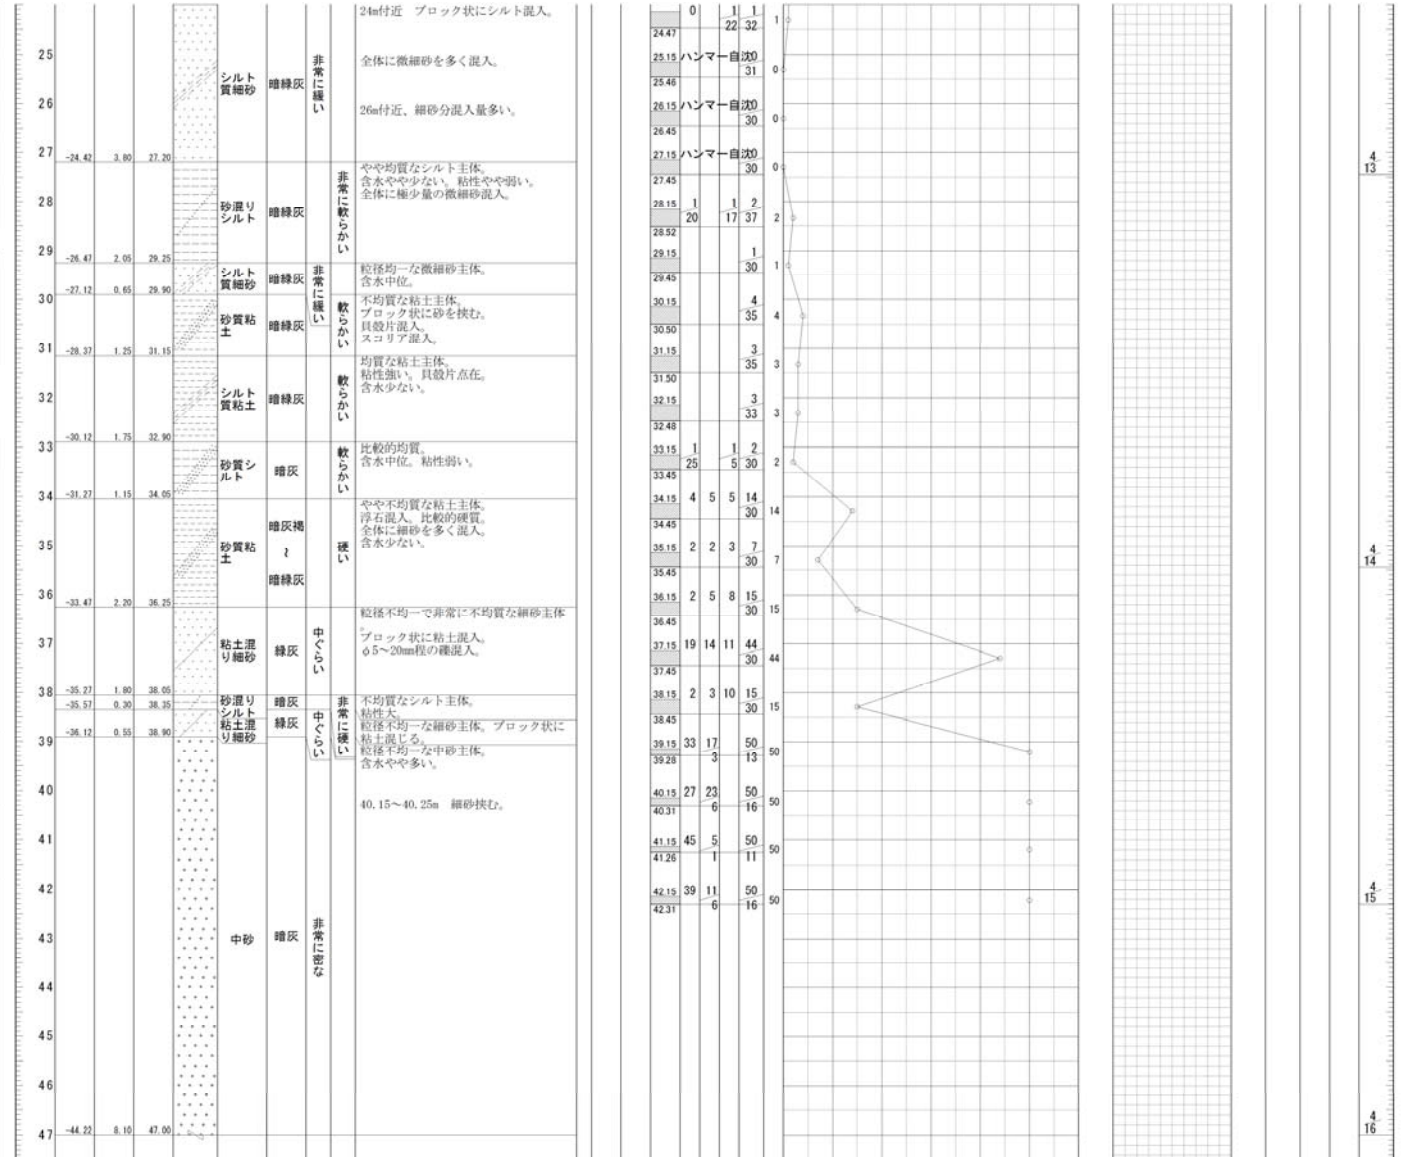 24m付近　ブロック状にシルト混入。
全体に微細砂を多く混入。
26m付近、細砂分混入量多い。
シルト
質細砂
暗緑灰
非常に緩い
25
26
27
-24.42 3.80 27.20
やや均質なシルト主体。
含水やや少ない。粘性やや弱い。
全体に極少量の微細砂混入。
砂混り
シルト
暗緑灰
非常に軟らかい
28
29
-26.47 2.05 29.25
粒径均一な微細砂主体。
含水中位。
シルト
質細砂
暗緑灰
非常に緩い
-27.12 0.65 29.90
30
不均質な粘土主体。
ブロック状に砂を挟む。
貝殻片混入。
スコリア混入。
砂質粘
土
暗緑灰
軟らかい
31
-28.37 1.25 31.15
均質な粘土主体。
粘性強い。貝殻片点在。
含水少ない。
シルト
質粘土
暗緑灰
軟らかい
32
33
-30.12 1.75 32.90
比較的均質。
含水中位。粘性弱い。
砂質シ
ルト
暗灰
軟らかい
34
-31.27 1.15 34.05
やや不均質な粘土主体。
浮石混入。比較的硬質。
全体に細砂を多く混入。
含水少ない。
砂質粘
土
暗灰褐
～
暗緑灰
硬い
35
36
-33.47 2.20 36.25
粒径不均一で非常に不均質な細砂主体
。
ブロック状に粘土混入。
φ5～20mm程の礫混入。
粘土混
り細砂
緑灰
中ぐらい
37
38
-35.27 1.80 38.05
不均質なシルト主体。
粘性大。
砂混り
シルト
暗灰
非常に硬い
-35.57 0.30 38.35
粒径不均一な細砂主体。ブロック状に
粘土混じる。
粘土混
り細砂
緑灰
中ぐらい
-36.12 0.55 38.90
39
粒径不均一な中砂主体。
含水やや多い。
40.15～40.25m　細砂挟む。
中砂
暗灰
非常に密な
40
41
42
43
44
45
46
47
-44.22 8.10 47.00
0 1 1
22 32
24.47
1
25.15 ハンマー自沈0
31
25.46
0
26.15 ハンマー自沈0
30
26.45
0
27.15 ハンマー自沈0
30
27.45
0
28.15 1 1 2
20 17 37
28.52
2
29.15 1
30
29.45
1
30.15 4
35
30.50
4
31.15 3
35
31.50
3
32.15 3
33
32.48
3
33.15 1 1 2
25 5 30
33.45
2
34.15 4 5 5 14
30
34.45
14
35.15 2 2 3 7
30
35.45
7
36.15 2 5 8 15
30
36.45
15
37.15 19 14 11 44
30
37.45
44
38.15 2 3 10 15
30
38.45
15
39.15 33 17 50
3 13
39.28
50
40.15 27 23 50
6 16
40.31
50
41.15 45 5 50
1 11
41.26
50
42.15 39 11 50
6 16
42.31
50
4
13
4
14
4
15
4
16